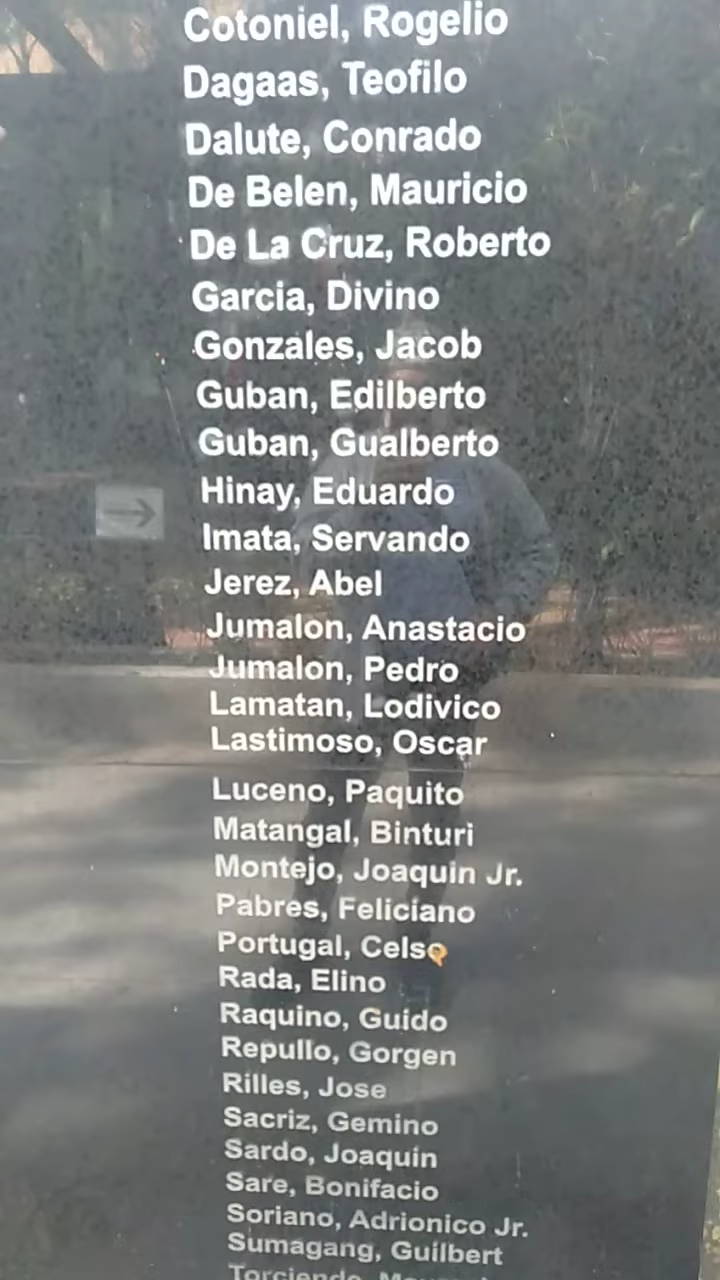 Cotoniel, Rogelio
Dagaas, Teofilo
Dalute, Conrado
De Belen, Mauricio
De La Cruz, Roberto
Garcia, Divino
Gonzales, Jacob
Guban, Edilberto
Guban, Gualberto
Hinay, Eduardo
Imata, Servando
Jerez, Abel
Jumalon, Anastacio
Jumalon, Pedro
Lamatan, Lodivico
Lastimoso, Oscar
Luceno, Paquito
Matangal, Binturi
Montejo, Joaquin Jr.
Pabres, Feliciano
Portugal, Celso
Rada, Elino
Raquino, Guido
Repullo, Gorgen
Rilles, Jose
Sacriz, Gemino
Sardo, Joaquin
Sare, Bonifacio
Soriano, Adrionico Jr.
Sumagang, Guilbert